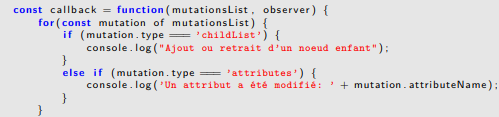 const callback = function(mutationsList, observer) {
for(const mutation of mutationsList) {
if (mutation.type === 'childList') {
console.log("Ajout ou retrait d'un noeud enfant");
}
else if (mutation.type === 'attributes') {
console.log('Un attribut a été modifié: ' + mutation.attributeName);
}
}